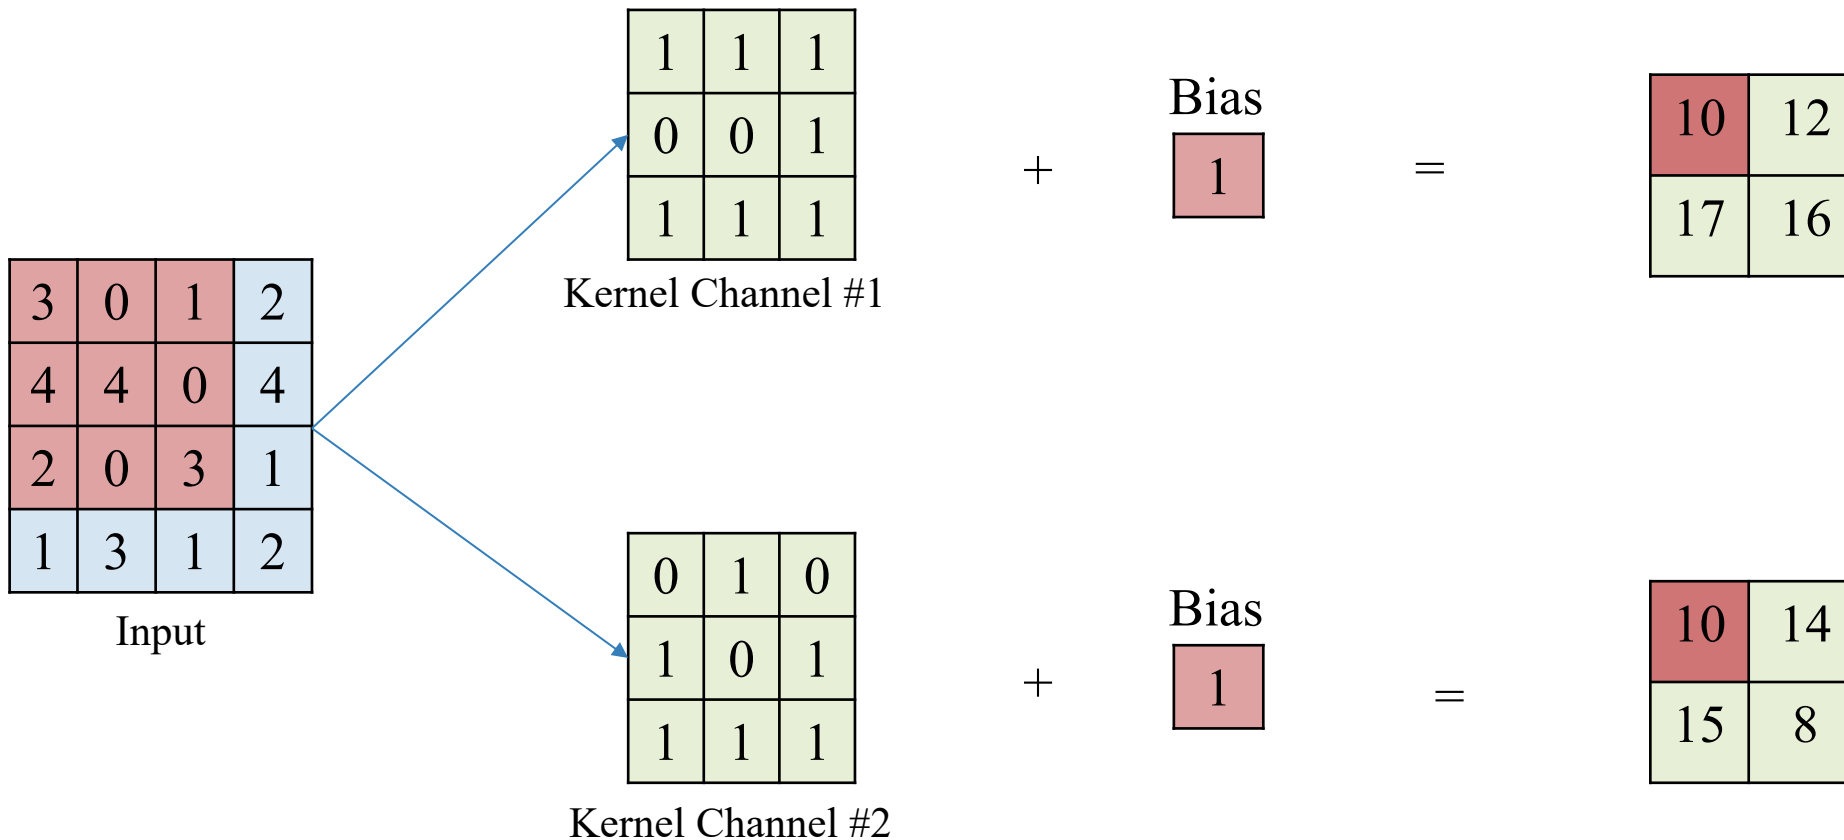 1 1 1
0 0 1
1 1 1
Kernel Channel #1
+
Bias
1
=
10 12
17 16
3 0 1 2
4 4 0 4
2 0 3 1
1 3 1 2
Input
0 1 0
1 0 1
1 1 1
Kernel Channel #2
+
Bias
1
=
10 14
15 8